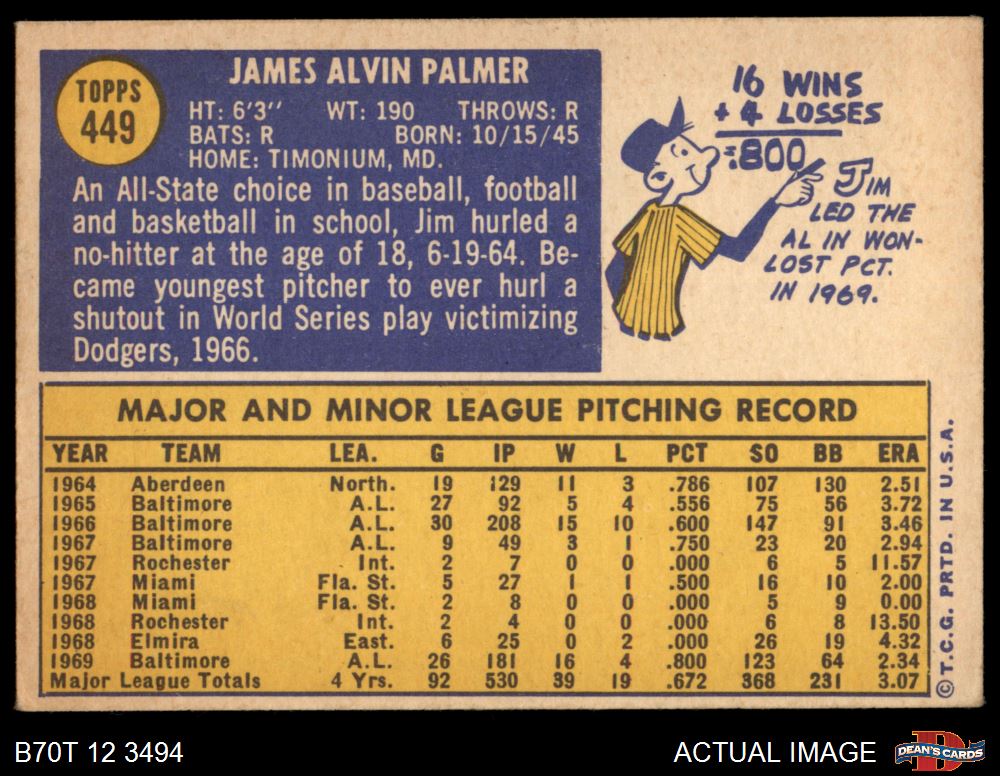 TOPPS
449
JAMES ALVIN PALMER
HT: 6'3'' WT: 190 THROWS: R
BATS: R BORN: 10/15/45
HOME: TIMONIUM, MD.
An All-State choice in baseball, football
and basketball in school, Jim hurled a
no-hitter at the age of 18, 6-19-64. Be-
came youngest pitcher to ever hurl a
shutout in World Series play victimizing
Dodgers, 1966.
16 WINS
+ 4 LOSSES
=.800
JIM
LED THE
AL IN WON-
LOST PCT.
IN 1969.
MAJOR AND MINOR LEAGUE PITCHING RECORD
YEAR TEAM LEA. G IP W L PCT SO BB ERA
1964 Aberdeen North. 19 129 11 3 .786 107 130 2.51
1965 Baltimore A.L. 27 92 5 4 .556 75 56 3.72
1966 Baltimore A.L. 30 208 15 10 .600 147 91 3.46
1967 Baltimore A.L. 9 49 3 1 .750 23 20 2.94
1967 Rochester Int. 2 7 0 0 .000 6 5 11.57
1967 Miami Fla. St. 5 27 1 1 .500 16 10 2.00
1968 Miami Fla. St. 2 8 0 0 .000 5 9 0.00
1968 Rochester Int. 2 4 0 0 .000 6 8 13.50
1968 Elmira East. 6 25 0 2 .000 26 19 4.32
1969 Baltimore A.L. 26 181 16 4 .800 123 64 2.34
Major League Totals 4 Yrs. 92 530 39 19 .672 368 231 3.07
© T.C.G. PRTD. IN U.S.A.
B70T 12 3494
ACTUAL IMAGE
D
DEAN'S CARDS